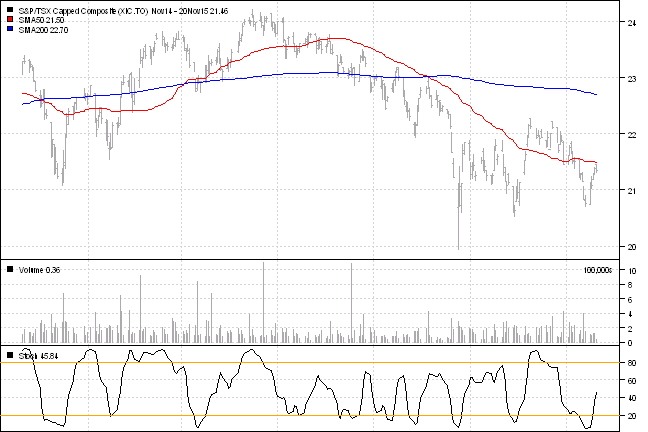 S&P/TSX Capped Composite (XIC.TO) Nov14 - 20Nov15 21.46
SMA50 21.50
SMA200 22.70
24
23
22
21
20
Volume 0.36
100,000s
10
8
6
4
2
0
Stosh 45.84
80
60
40
20